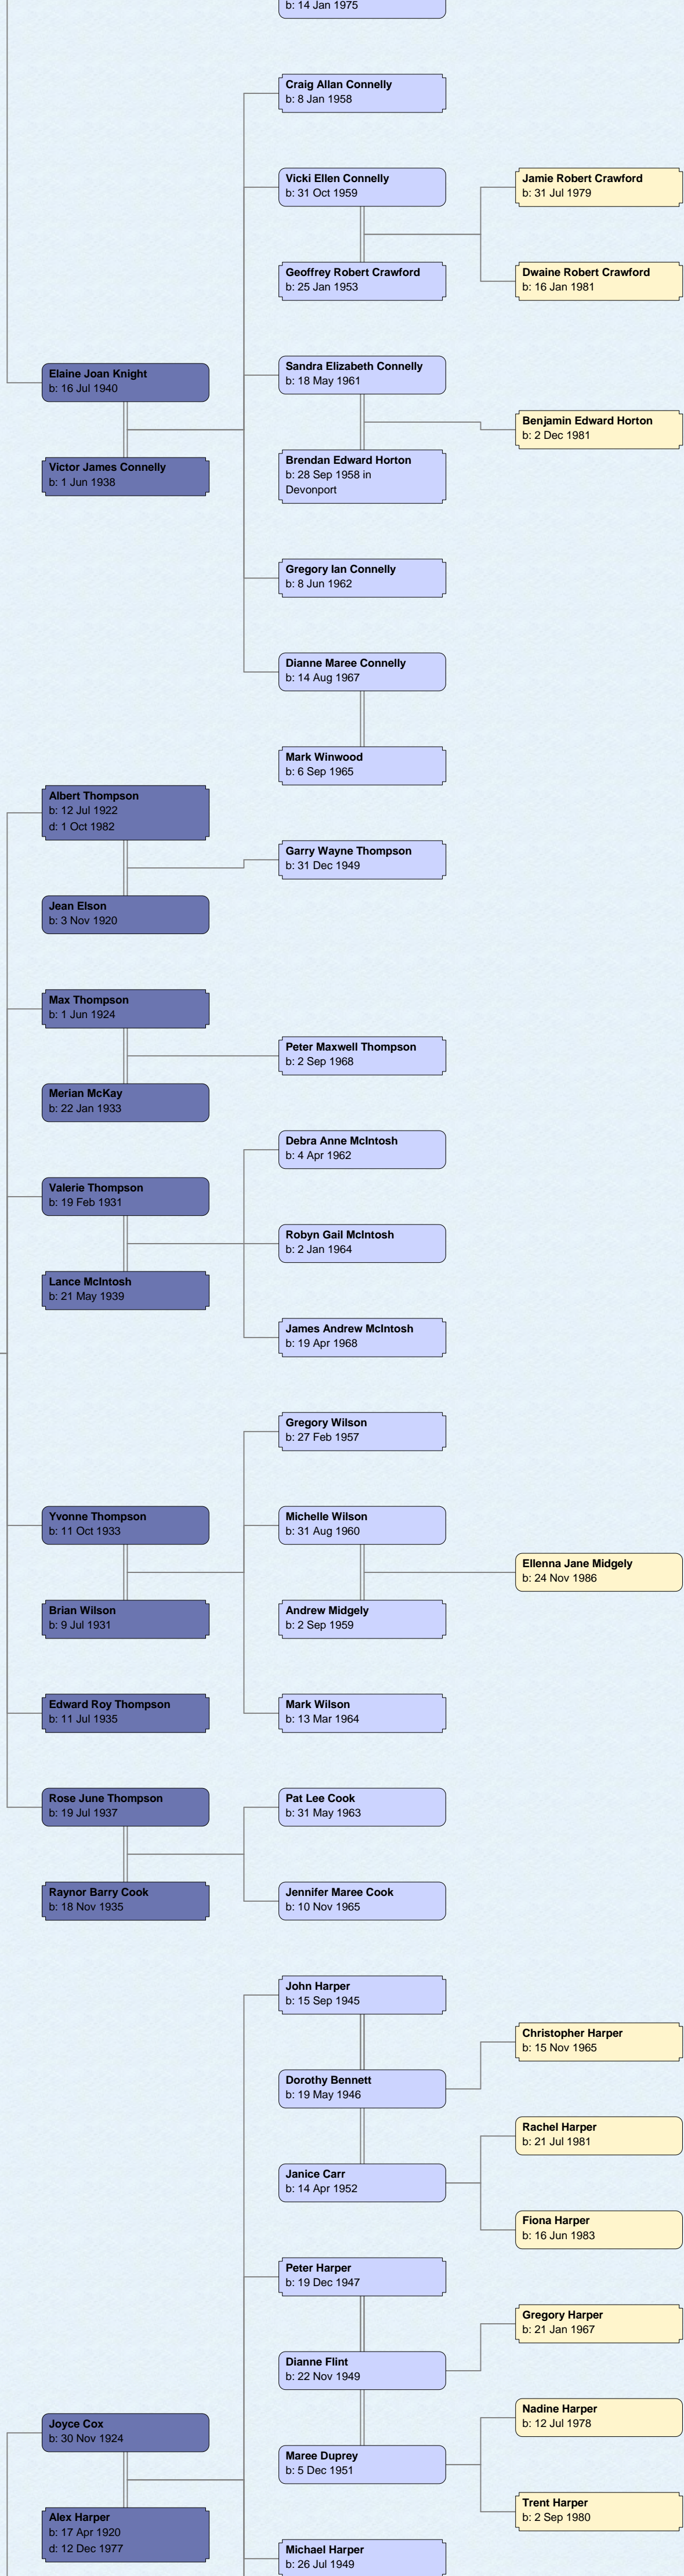 b: 14 Jan 1975
Craig Allan Connelly
b: 8 Jan 1958
Vicki Ellen Connelly
b: 31 Oct 1959
Jamie Robert Crawford
b: 31 Jul 1979
Geoffrey Robert Crawford
b: 25 Jan 1953
Dwaine Robert Crawford
b: 16 Jan 1981
Elaine Joan Knight
b: 16 Jul 1940
Sandra Elizabeth Connelly
b: 18 May 1961
Benjamin Edward Horton
b: 2 Dec 1981
Victor James Connelly
b: 1 Jun 1938
Brendan Edward Horton
b: 28 Sep 1958 in
Devonport
Gregory Ian Connelly
b: 8 Jun 1962
Dianne Maree Connelly
b: 14 Aug 1967
Mark Winwood
b: 6 Sep 1965
Albert Thompson
b: 12 Jul 1922
d: 1 Oct 1982
Garry Wayne Thompson
b: 31 Dec 1949
Jean Elson
b: 3 Nov 1920
Max Thompson
b: 1 Jun 1924
Peter Maxwell Thompson
b: 2 Sep 1968
Merian McKay
b: 22 Jan 1933
Debra Anne McIntosh
b: 4 Apr 1962
Valerie Thompson
b: 19 Feb 1931
Robyn Gail McIntosh
b: 2 Jan 1964
Lance McIntosh
b: 21 May 1939
James Andrew McIntosh
b: 19 Apr 1968
Gregory Wilson
b: 27 Feb 1957
Yvonne Thompson
b: 11 Oct 1933
Michelle Wilson
b: 31 Aug 1960
Ellenna Jane Midgely
b: 24 Nov 1986
Brian Wilson
b: 9 Jul 1931
Andrew Midgely
b: 2 Sep 1959
Edward Roy Thompson
b: 11 Jul 1935
Mark Wilson
b: 13 Mar 1964
Rose June Thompson
b: 19 Jul 1937
Pat Lee Cook
b: 31 May 1963
Raynor Barry Cook
b: 18 Nov 1935
Jennifer Maree Cook
b: 10 Nov 1965
John Harper
b: 15 Sep 1945
Christopher Harper
b: 15 Nov 1965
Dorothy Bennett
b: 19 May 1946
Rachel Harper
b: 21 Jul 1981
Janice Carr
b: 14 Apr 1952
Fiona Harper
b: 16 Jun 1983
Peter Harper
b: 19 Dec 1947
Gregory Harper
b: 21 Jan 1967
Dianne Flint
b: 22 Nov 1949
Nadine Harper
b: 12 Jul 1978
Joyce Cox
b: 30 Nov 1924
Maree Duprey
b: 5 Dec 1951
Trent Harper
b: 2 Sep 1980
Alex Harper
b: 17 Apr 1920
d: 12 Dec 1977
Michael Harper
b: 26 Jul 1949